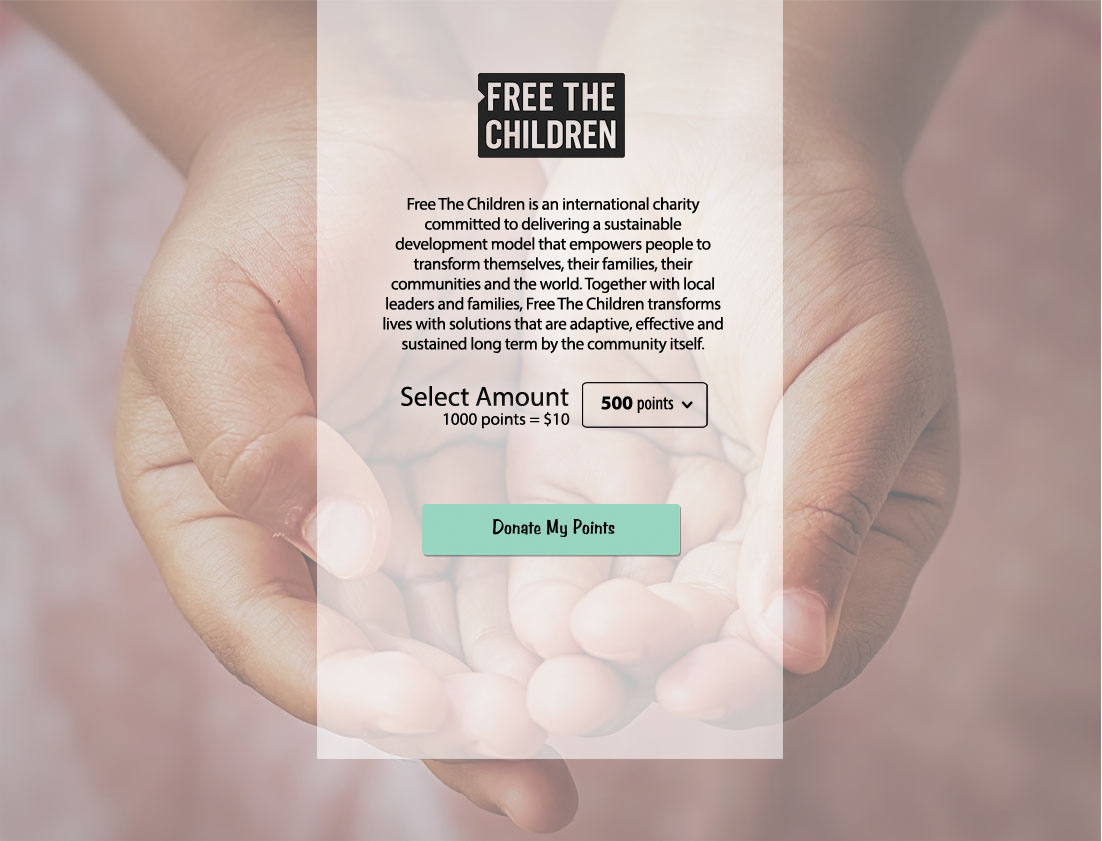 FREE THE
CHILDREN
Free The Children is an international charity
committed to delivering a sustainable
development model that empowers people to
transform themselves, their families, their
communities and the world. Together with local
leaders and families, Free The Children transforms
lives with solutions that are adaptive, effective and
sustained long term by the community itself.
Select Amount
1000 points = $10
500 points
Donate My Points